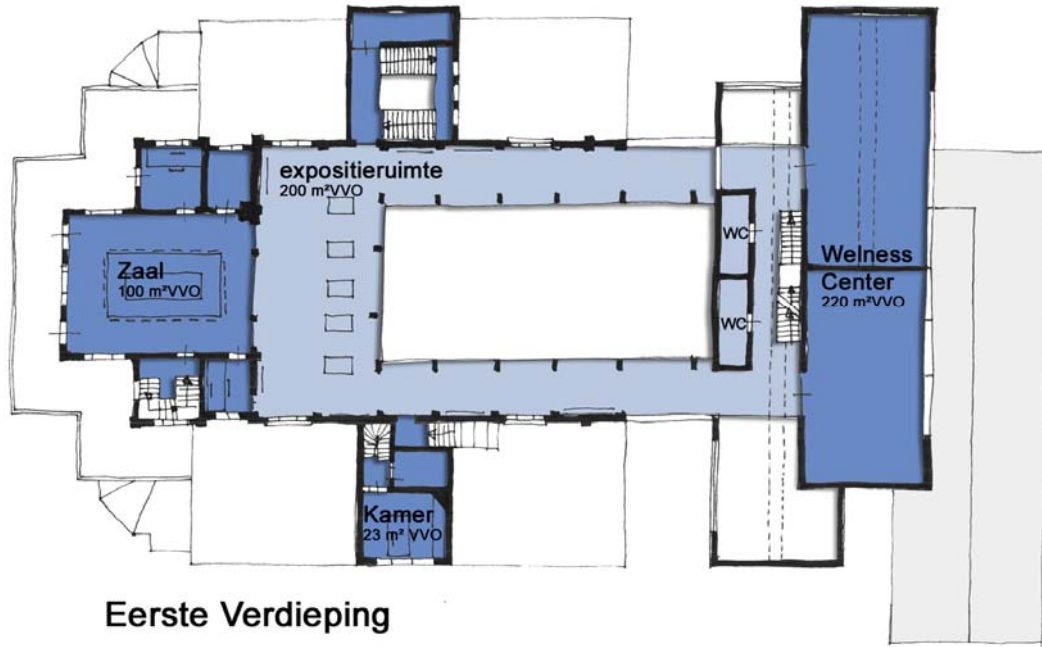 expositieruimte
200 m²VVO
WC
Zaal
100 m²VVO
Welness
Center
220 m²VVO
WC
Kamer
23 m² VVO
Eerste Verdieping